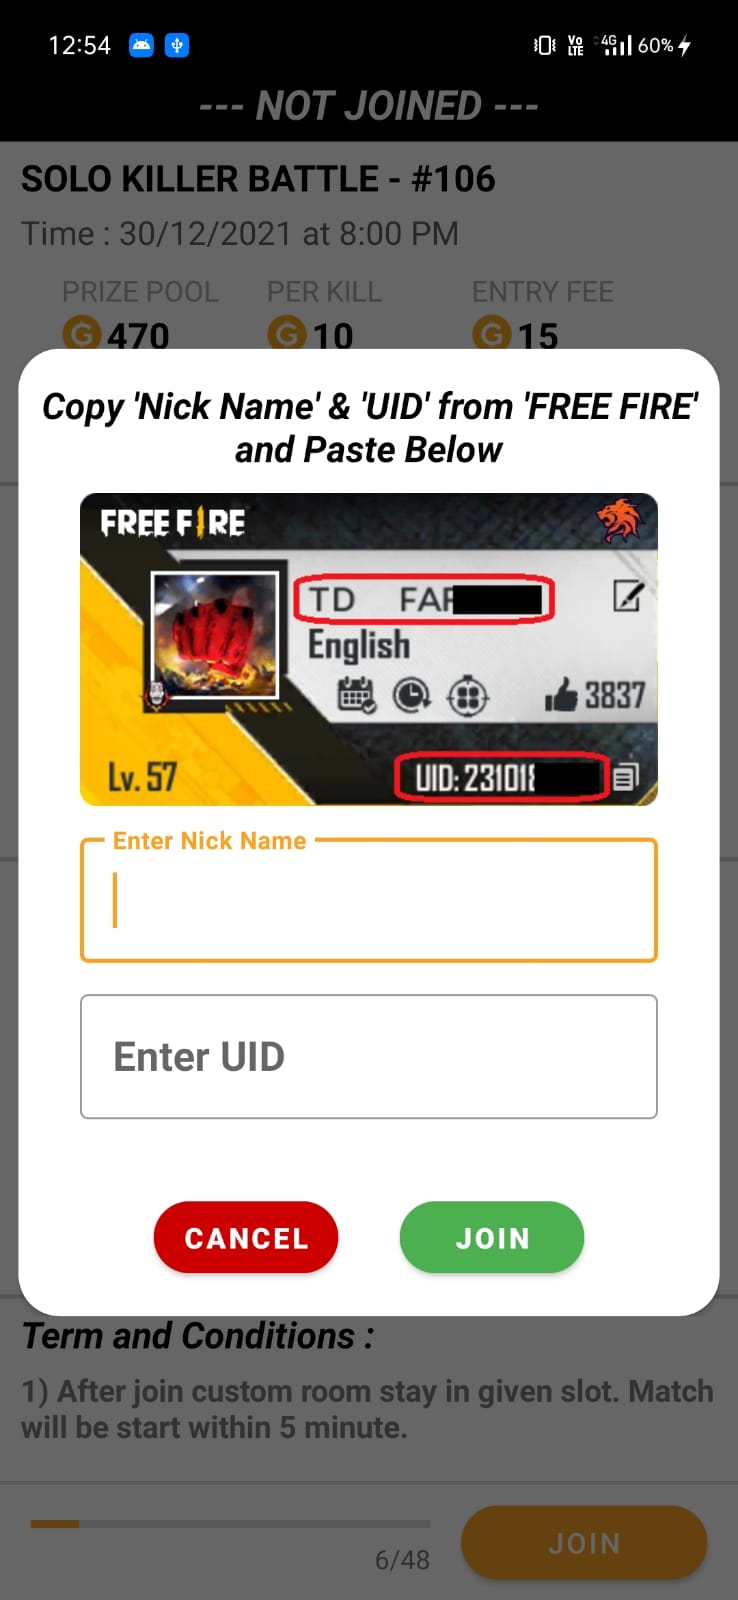 12:54
Vo LTE 4G 60%
--- NOT JOINED ---
SOLO KILLER BATTLE - #106
Time : 30/12/2021 at 8:00 PM
PRIZE POOL PER KILL ENTRY FEE
G 470 G 10 G 15
Copy 'Nick Name' & 'UID' from 'FREE FIRE'
and Paste Below
FREE FIRE
TD FAF
English
3837
Lv. 57 UID: 231018
Enter Nick Name
Enter UID
CANCEL JOIN
Term and Conditions :
1) After join custom room stay in given slot. Match
will be start within 5 minute.
6/48 JOIN